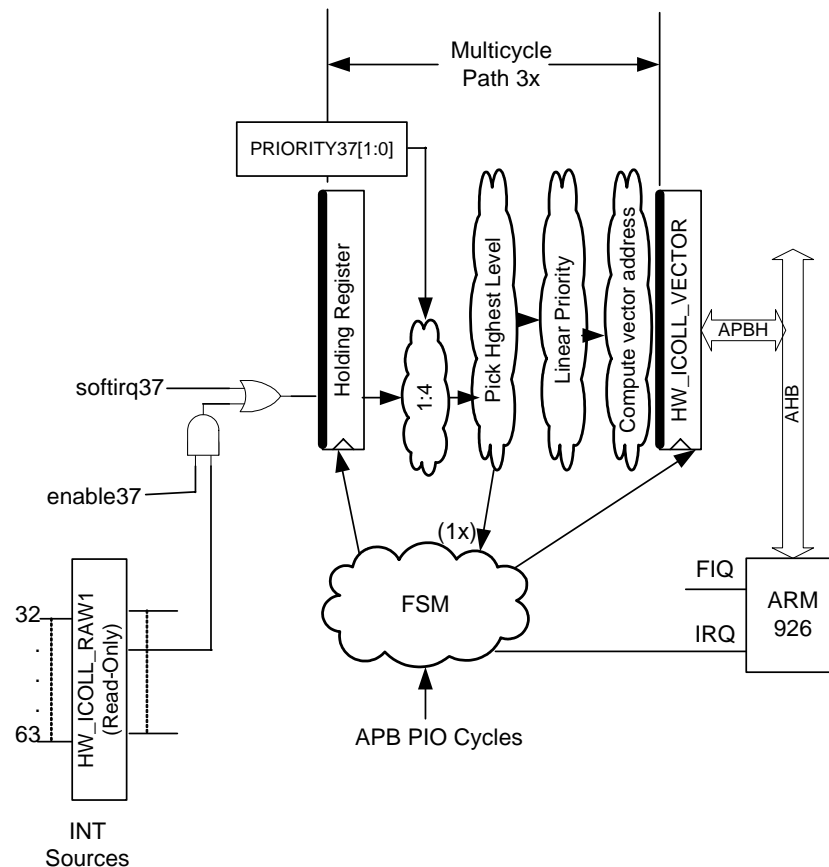 Multicycle
Path 3x
PRIORITY37[1:0]
Holding Register
1:4
Pick Hghest Level
Linear Priority
Compute vector address
HW_ICOLL_VECTOR
APBH
AHB
softirq37
enable37
(1x)
FSM
FIQ
IRQ
ARM
926
32
.
.
.
.
63
HW_ICOLL_RAW1
(Read-Only)
APB PIO Cycles
INT
Sources